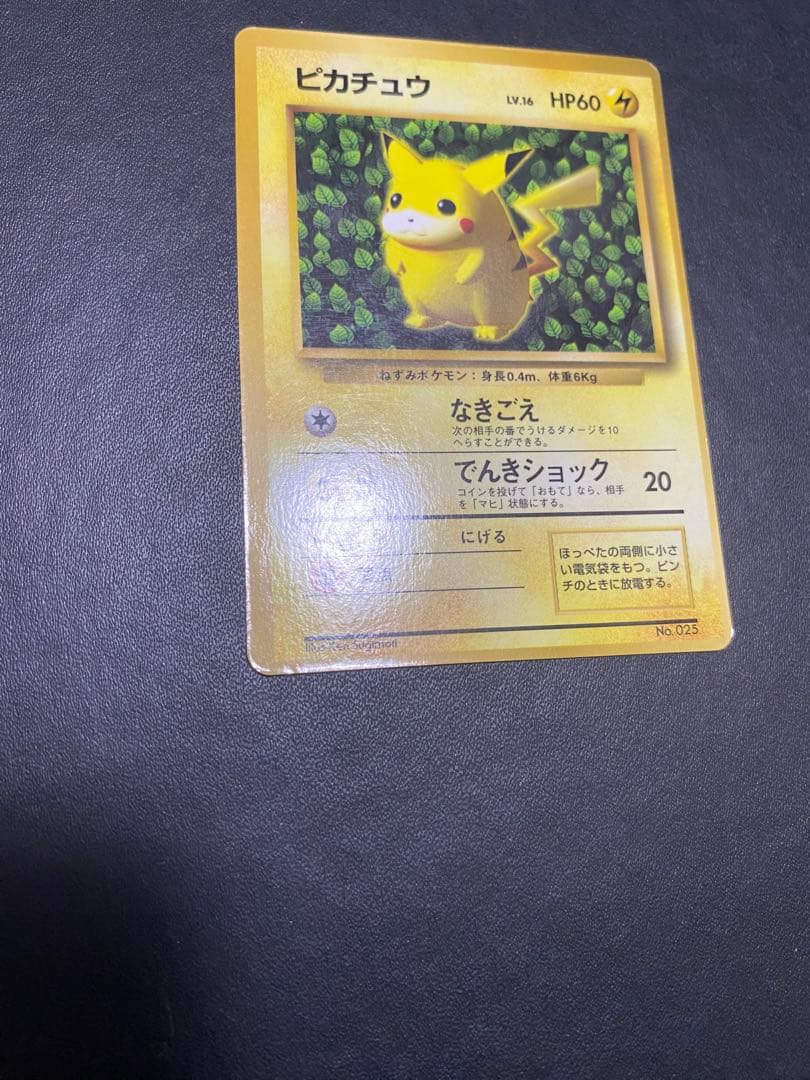 ピカチュウ
LV.16 HP60
ねずみポケモン：身長0.4m、体重6Kg
なきごえ
次の相手の番でうけるダメージを10
へらすことができる。
でんきショック 20
コインを投げて「おもて」なら、相手
を「マヒ」状態にする。
にげる
ほっぺたの両側に小さ
い電気袋をもつ。ピン
チのときに放電する。
Illus. Ken Sugimori
No. 025